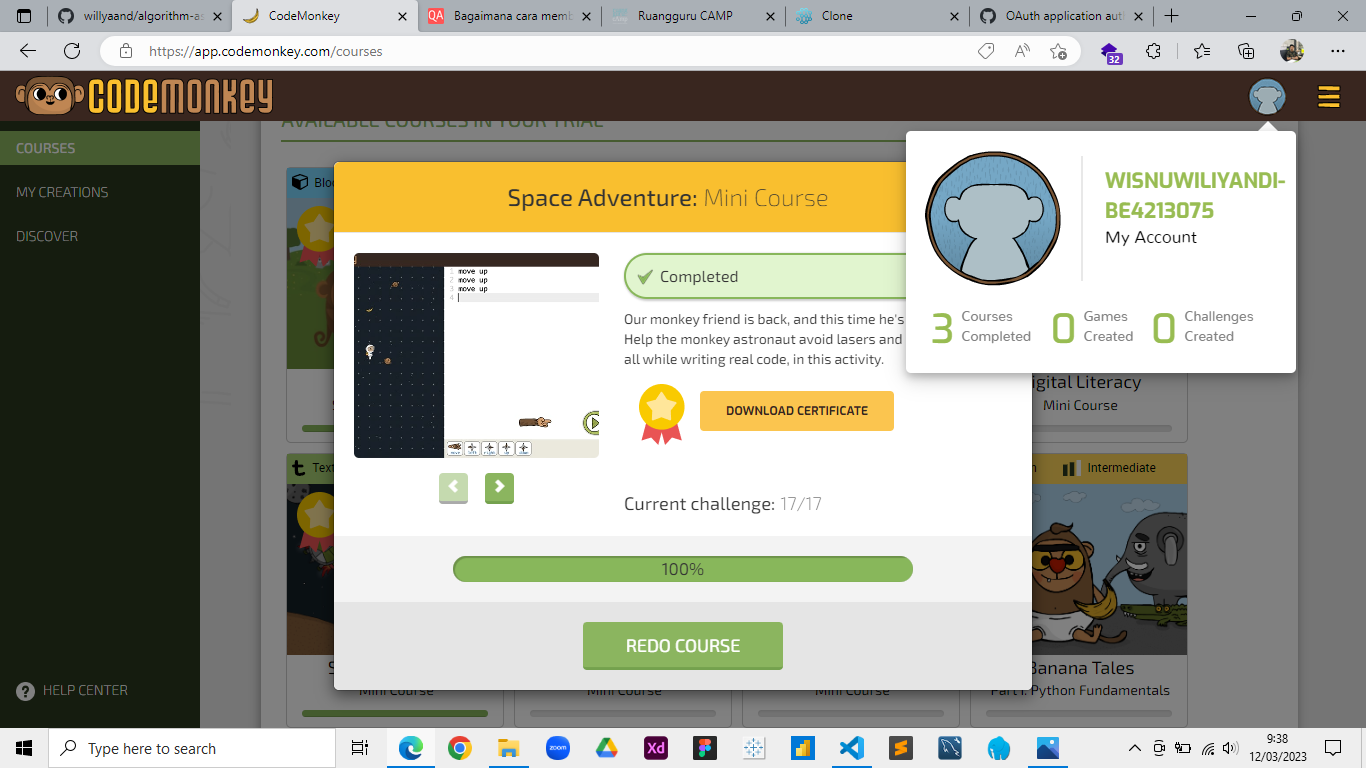 willyaand/algorithm-as
CodeMonkey
Bagaimana cara memb
Ruangguru CAMP
Clone
OAuth application auth
https://app.codemonkey.com/courses
32
CODEMONKEY
COURSES
MY CREATIONS
DISCOVER
HELP CENTER
AVAILABLE COURSES IN YOUR TRIAL
Space Adventure: Mini Course
1 move up
2 move up
3 move up
4
Completed
Our monkey friend is back, and this time he's
Help the monkey astronaut avoid lasers and
all while writing real code, in this activity.
DOWNLOAD CERTIFICATE
Current challenge: 17/17
100%
REDO COURSE
WISNUWILIYANDI-
BE4213075
My Account
3 Courses Completed
0 Games Created
0 Challenges Created
Digital Literacy
Mini Course
Intermediate
Banana Tales
Part I: Python Fundamentals
Mini Course
Mini Course
Mini Course
Type here to search
zoom
Xd
9:38
12/03/2023